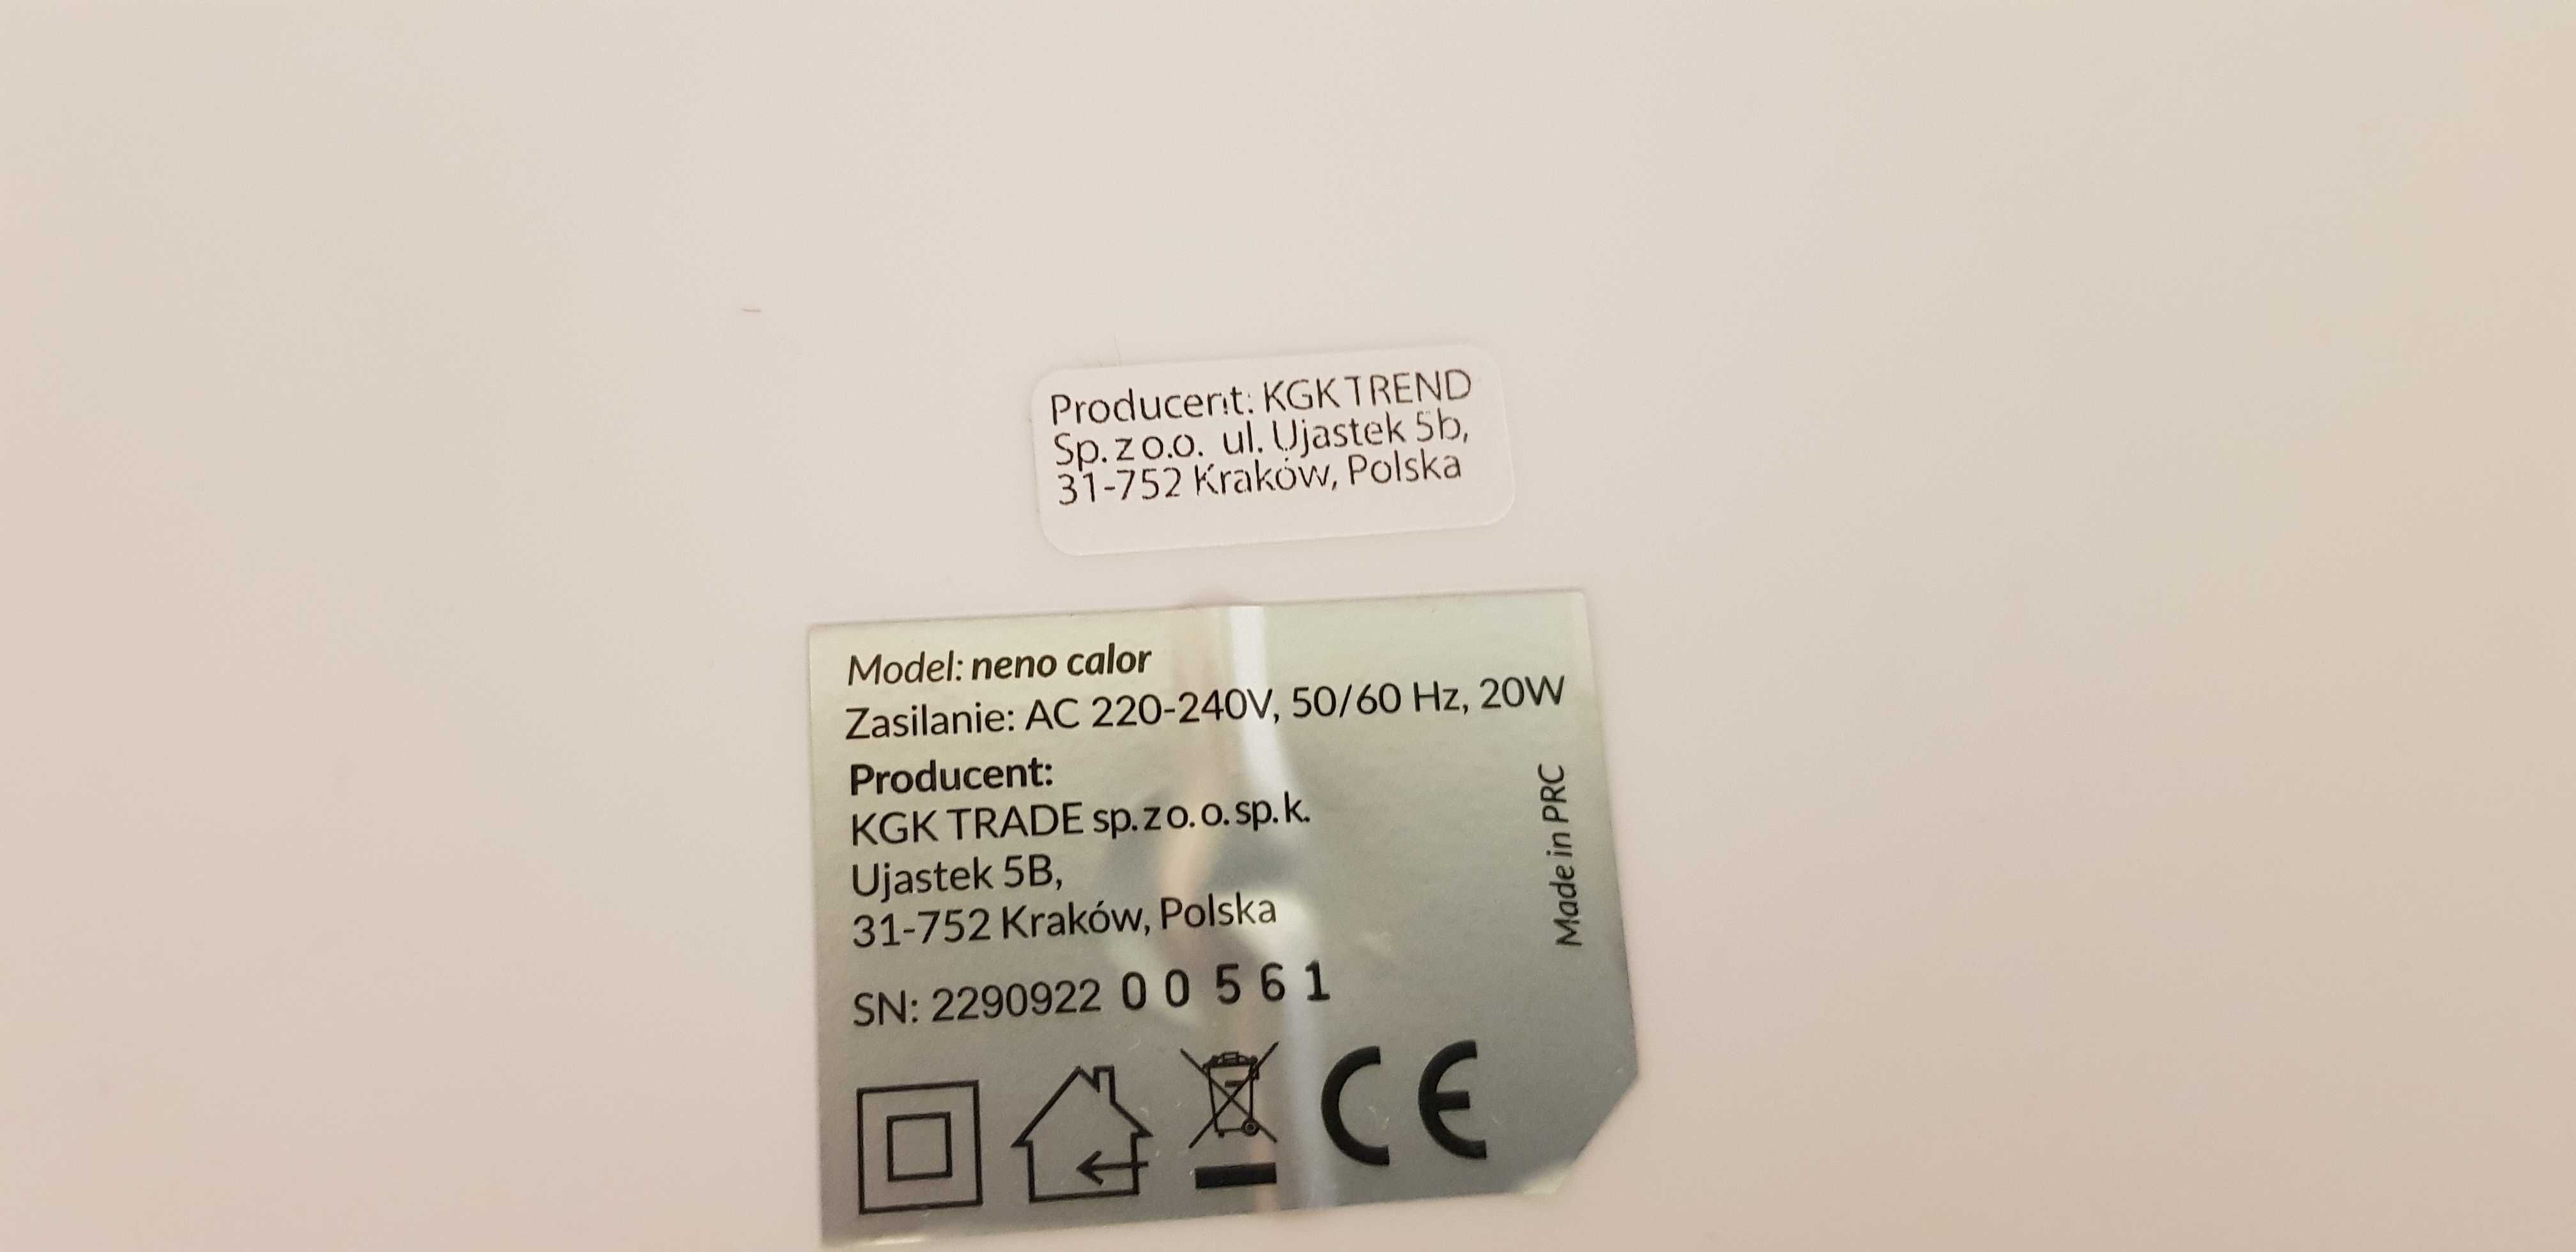 Producent: KGK TREND
Sp. z o.o. ul. Ujastek 5b,
31-752 Kraków, Polska
Model: neno calor
Zasilanie: AC 220-240V, 50/60 Hz, 20W
Producent:
KGK TRADE sp. z o. o. sp. k.
Ujastek 5B,
31-752 Kraków, Polska
SN: 2290922 0 0 5 6 1
Made in PRC
CE